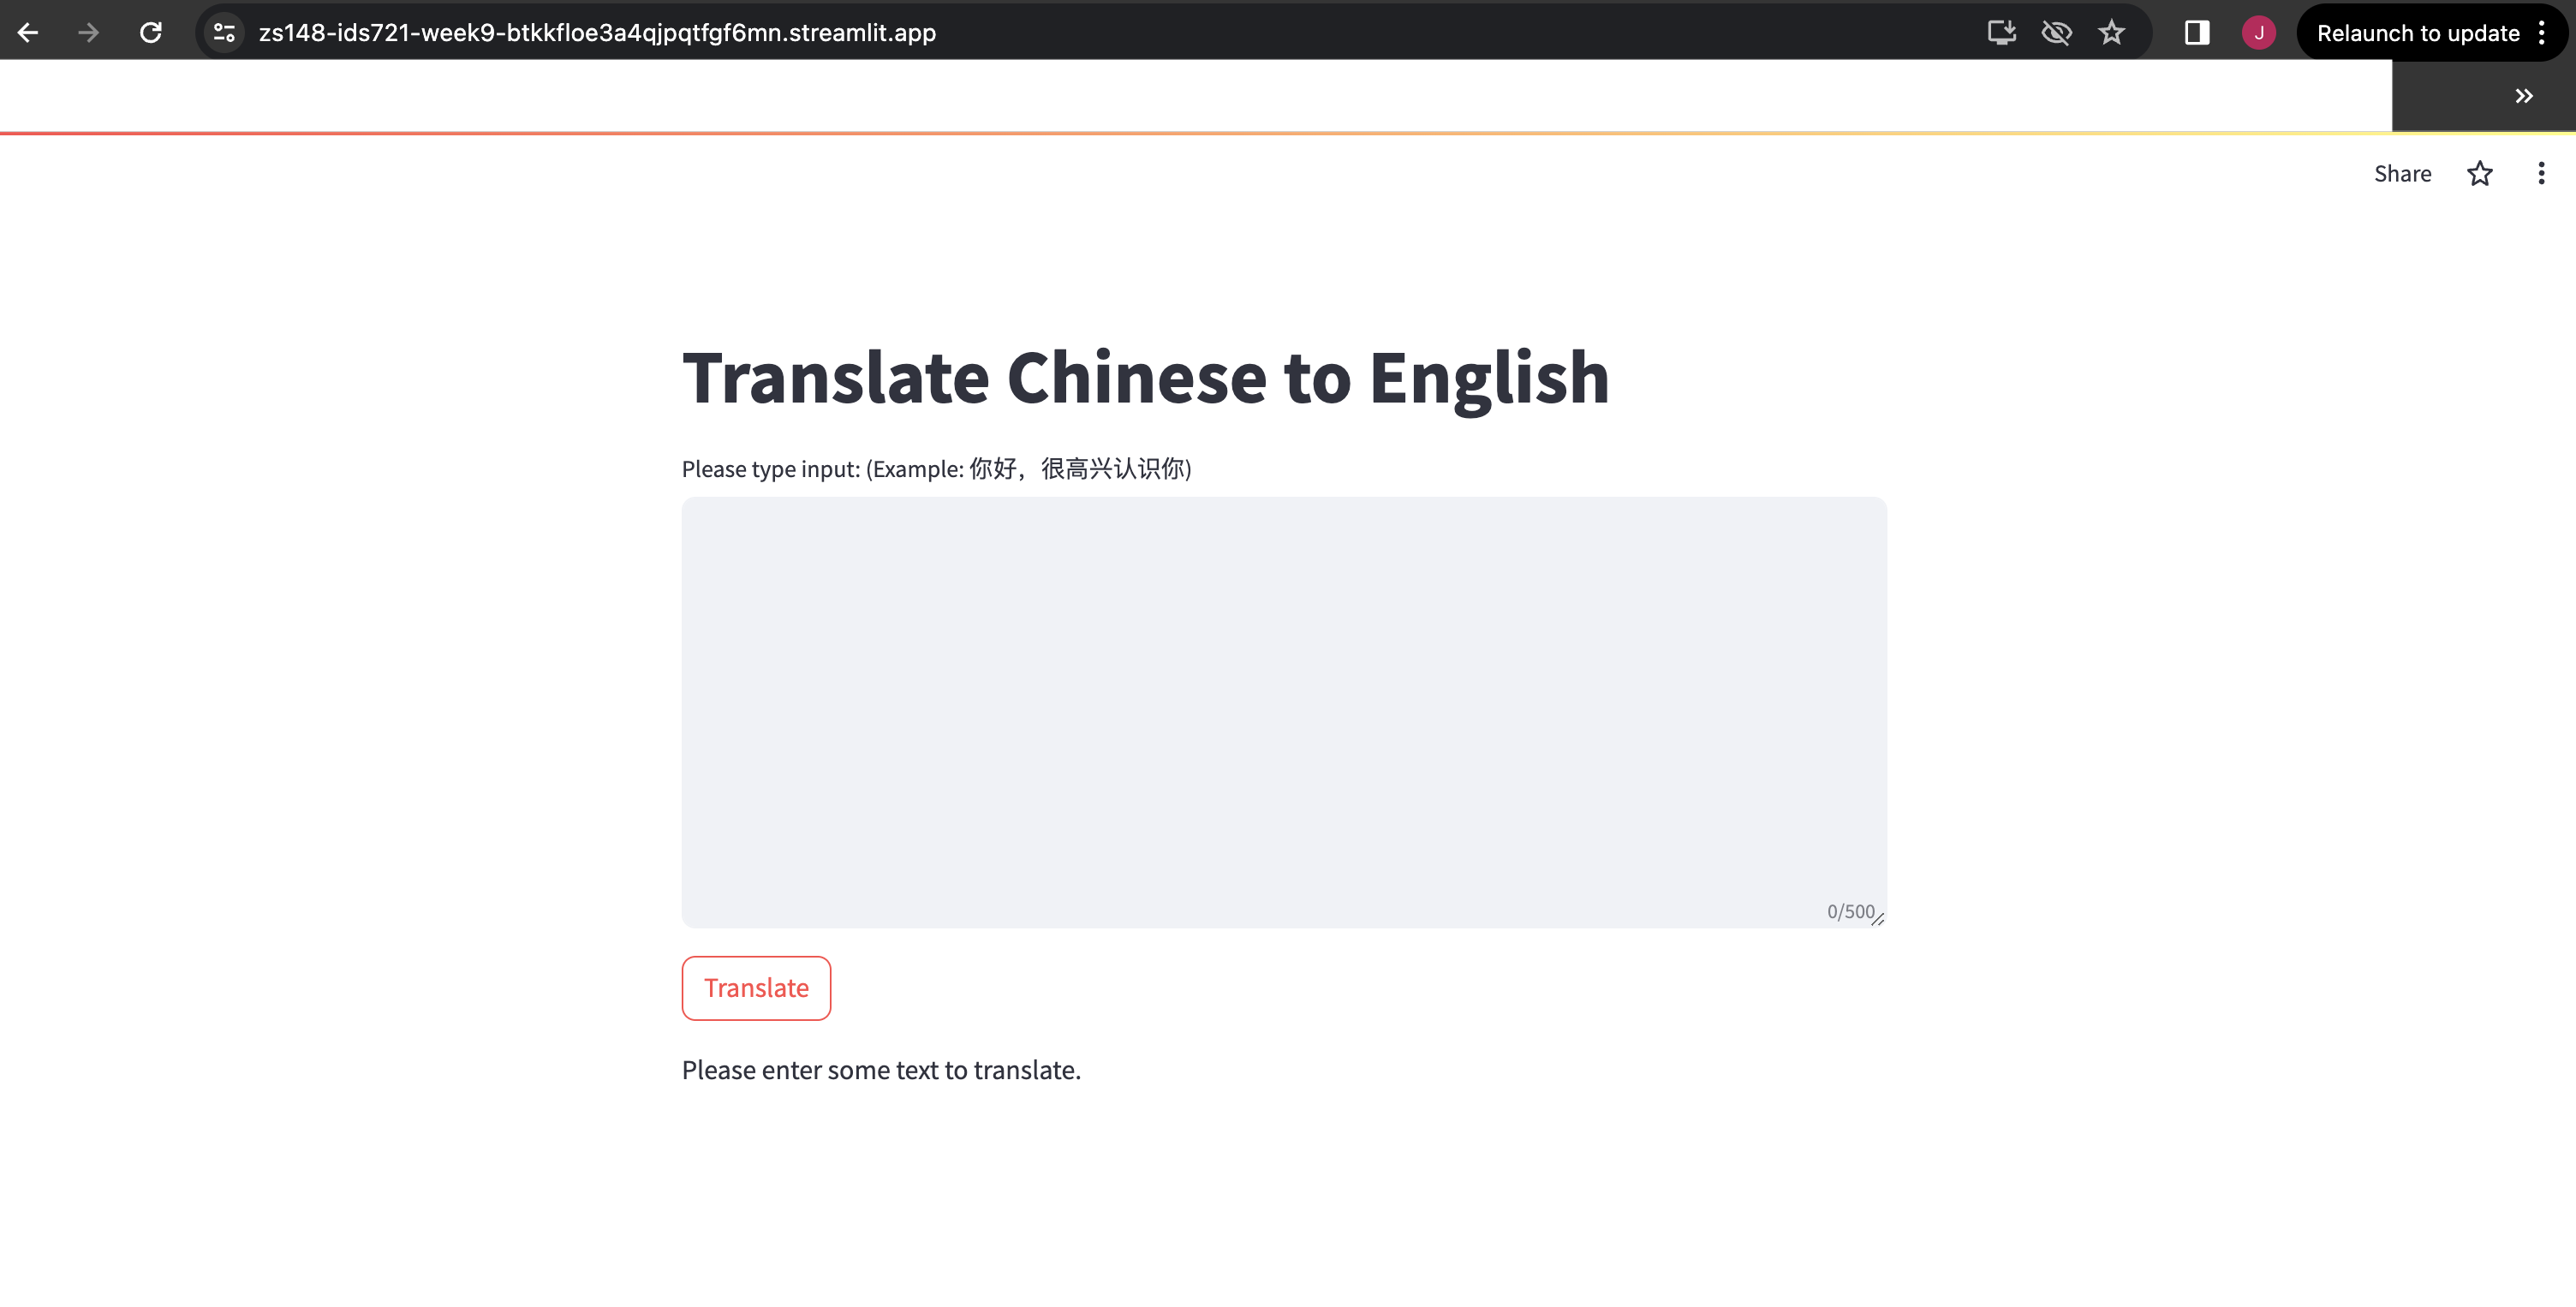 zs148-ids721-week9-btkkfloe3a4qjpqtfgf6mn.streamlit.app
J
Relaunch to update
Share
Translate Chinese to English
Please type input: (Example: 你好，很高兴认识你)
0/500
Translate
Please enter some text to translate.